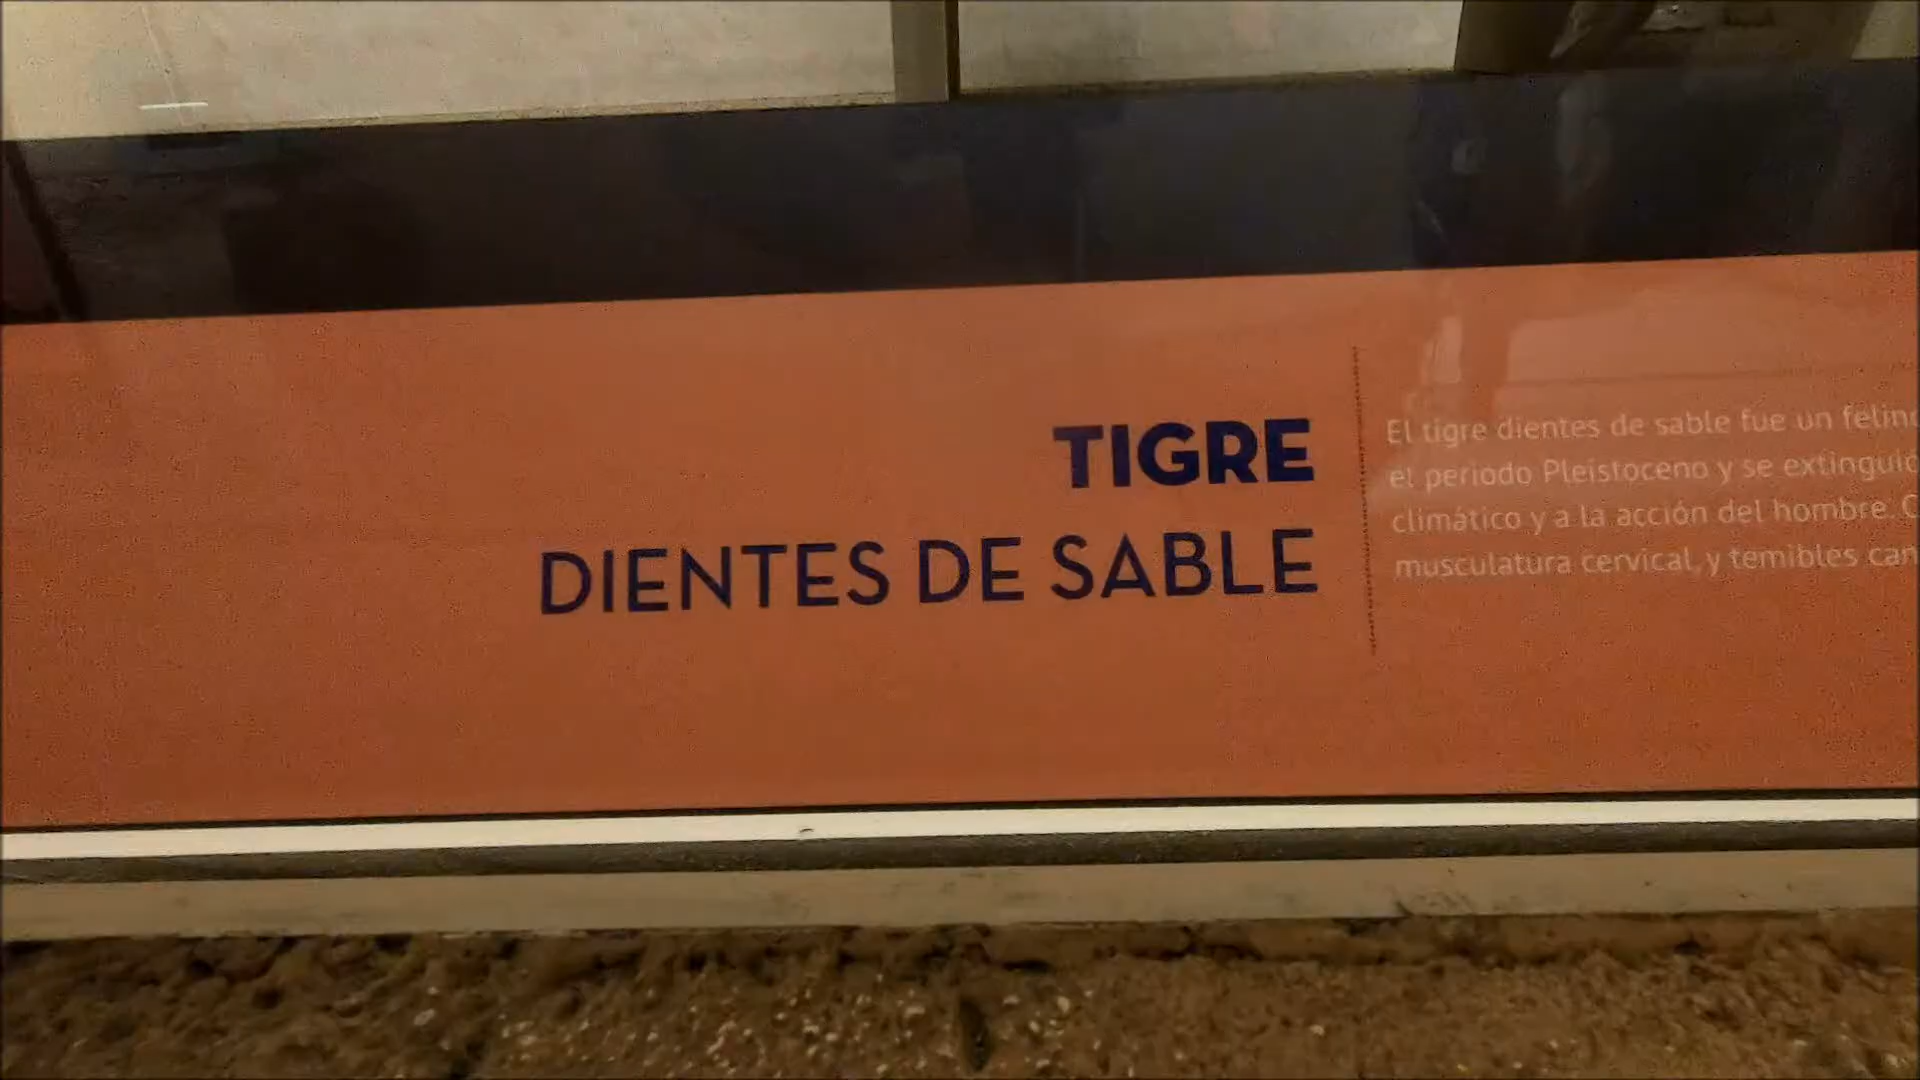 TIGRE
DIENTES DE SABLE
El tigre dientes de sable fue un felino
el periodo Pleistoceno y se extinguió
climático y a la acción del hombre. C
musculatura cervical, y temibles can